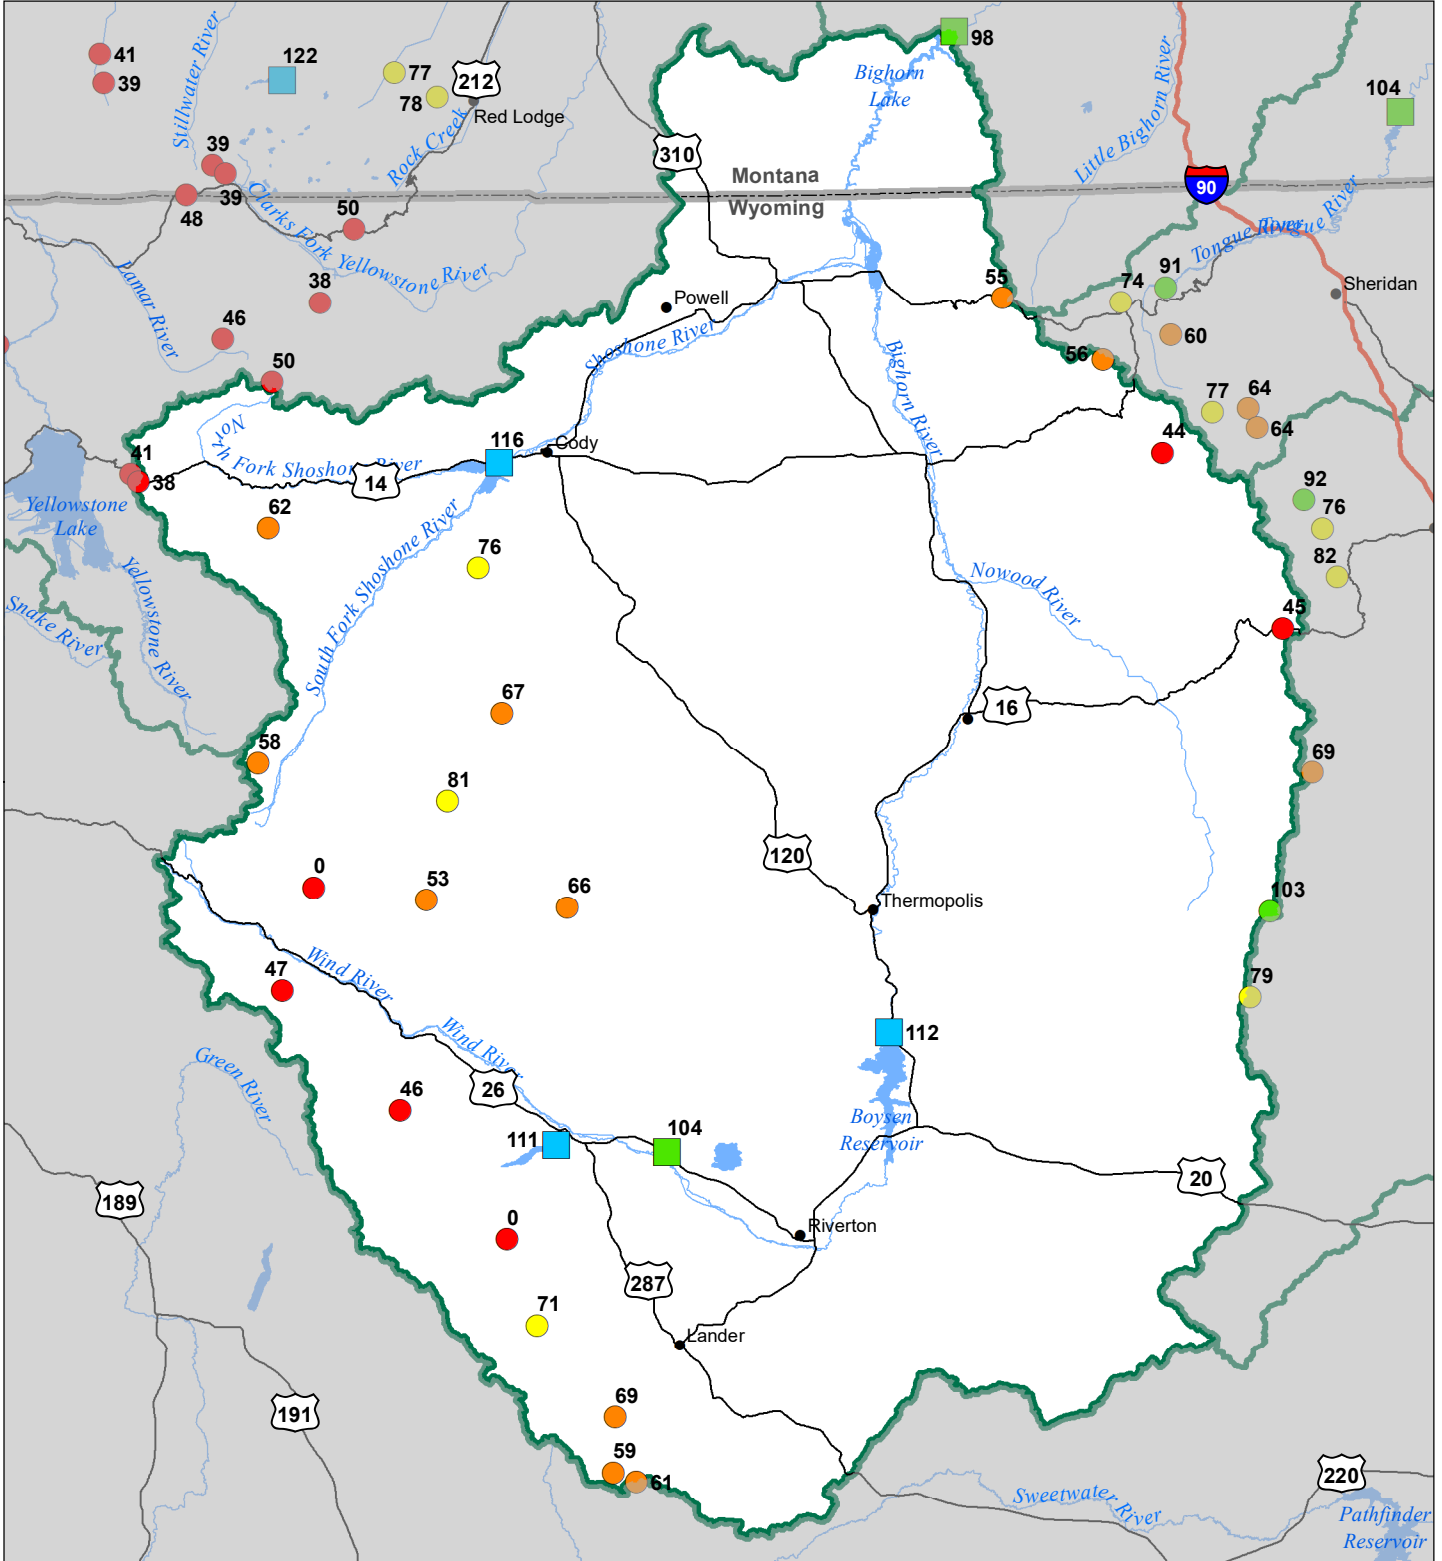 41
39
Stillwater River
122
77
78
212
Red Lodge
Rock Creek
98
Bighorn
Lake
Little Bighorn River
104
39
39
48
50
Clarks Fork Yellowstone River
310
Montana
Wyoming
90
Tongue River
Tongue River
Lamar River
38
46
50
Powell
Shoshone River
55
74
91
Sheridan
60
56
Bighorn River
77
64
64
44
41
38
Yellowstone
Lake
North Fork Shoshone River
14
116
Cody
62
76
92
76
82
South Fork Shoshone River
Nowood River
45
Snake River
Yellowstone River
67
16
58
69
81
120
0
53
66
Thermopolis
103
47
Wind River
79
Wind River
112
Green River
46
26
Boysen
Reservoir
111
104
20
189
0
Riverton
287
71
Lander
191
69
59
61
220
Sweetwater River
Pathfinder
Reservoir